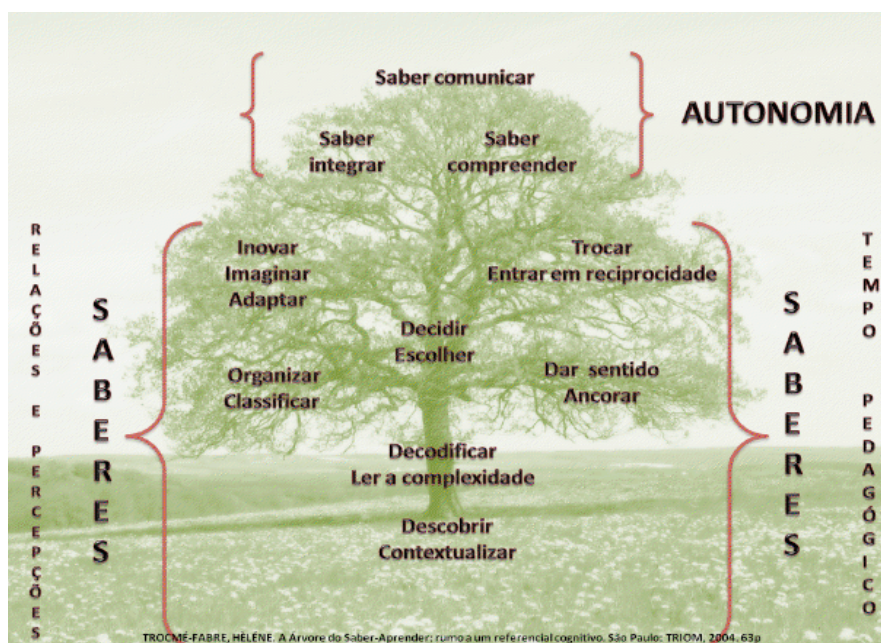 Saber comunicar
AUTONOMIA
Saber
integrar
Saber
compreender
RELAÇÕES E PERCEPÇÕES
SABERES
Inovar
Imaginar
Adaptar
Trocar
Entrar em reciprocidade
Decidir
Escolher
Organizar
Classificar
Dar sentido
Ancorar
Decodificar
Ler a complexidade
Descobrir
Contextualizar
SABERES
TEMPO PEDAGÓGICO
TROCMÉ-FABRE, HÉLÉNE. A Árvore do Saber-Aprender: rumo a um referencial cognitivo. São Paulo: TRIOM, 2004. 63p